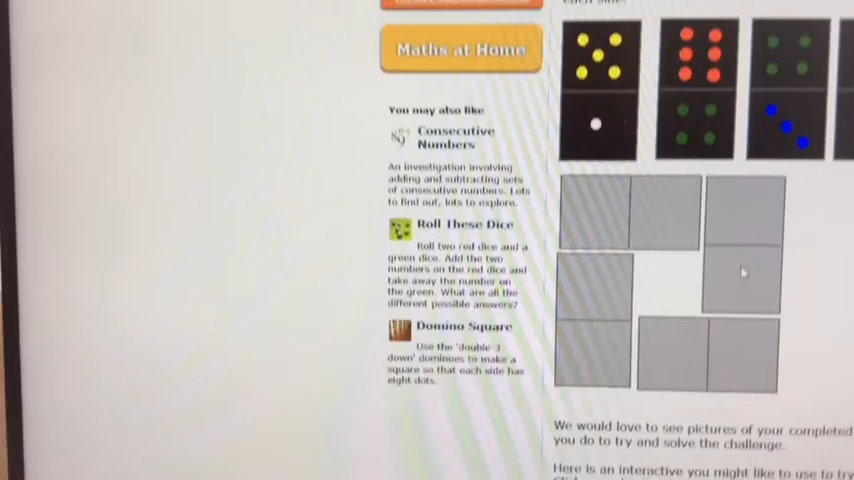 Maths at Home
You may also like
Consecutive
Numbers
An investigation involving
adding and subtracting sets
of consecutive numbers. Lots
to find out, lots to explore.
Roll These Dice
Roll two red dice and a
green dice. Add the two
numbers on the red dice and
take away the number on
the green. What are all the
different possible answers?
Domino Square
Use the 'double-3
down' dominoes to make a
square so that each side has
eight dots.
each side.
We would love to see pictures of your completed
you do to try and solve the challenge.
Here is an interactive you might like to use to try